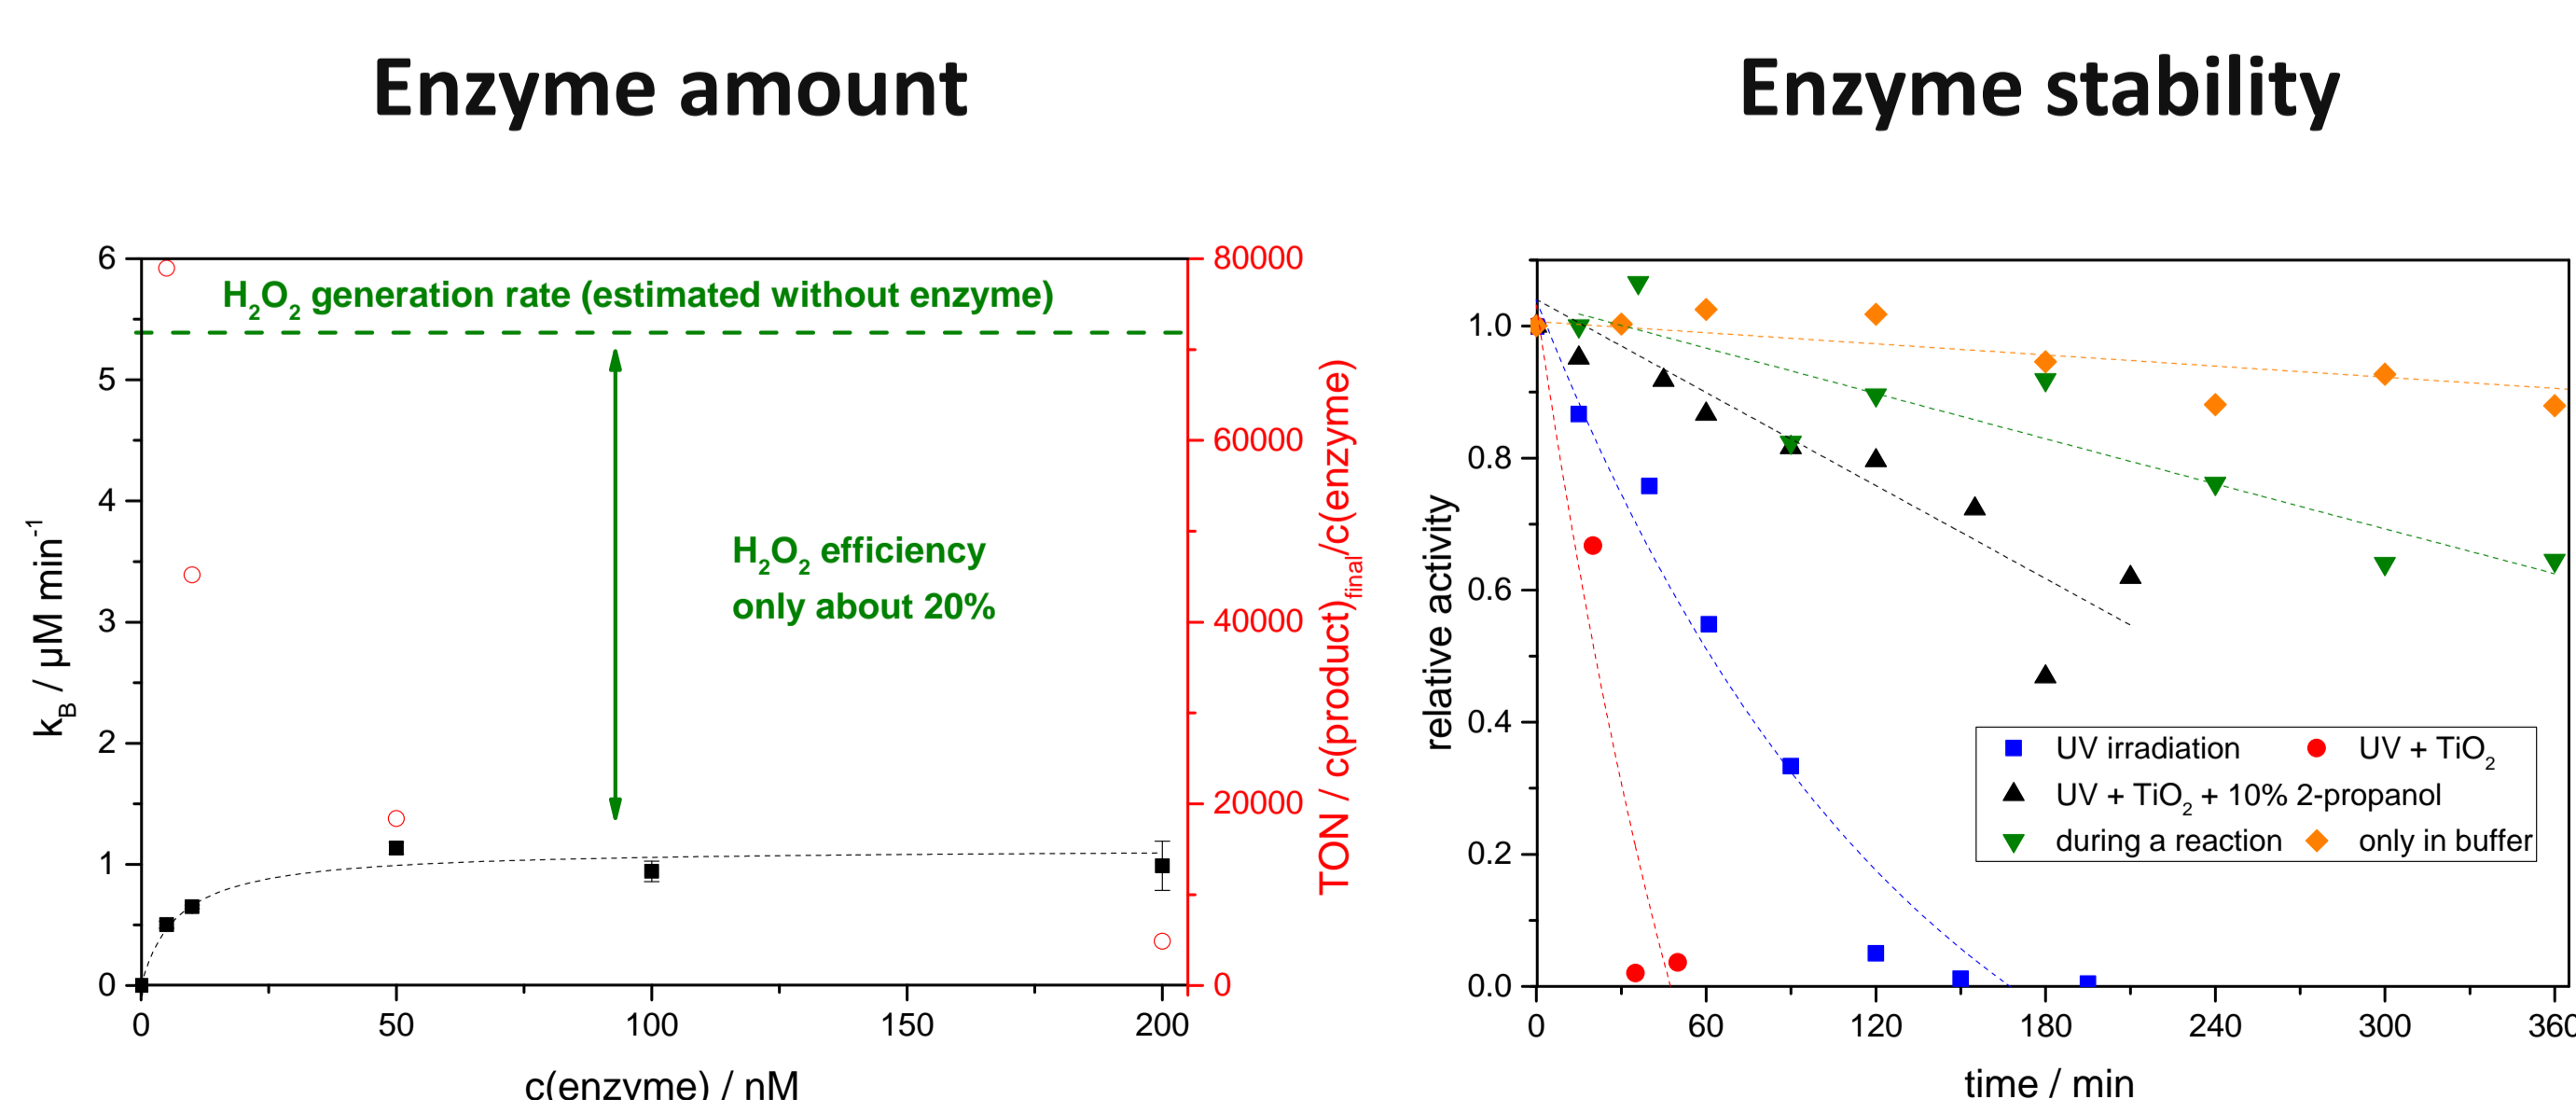 Enzyme amount
Enzyme stability
6
5
4
3
2
1
0
k_B / µM min^-1
H₂O₂ generation rate (estimated without enzyme)
H₂O₂ efficiency
only about 20%
80000
60000
40000
20000
0
TON / c(product)_final/c(enzyme)
0 50 100 150 200
c(enzyme) / nM
1.0
0.8
0.6
0.4
0.2
0.0
relative activity
UV irradiation UV + TiO₂
UV + TiO₂ + 10% 2-propanol
during a reaction only in buffer
0 60 120 180 240 300 360
time / min